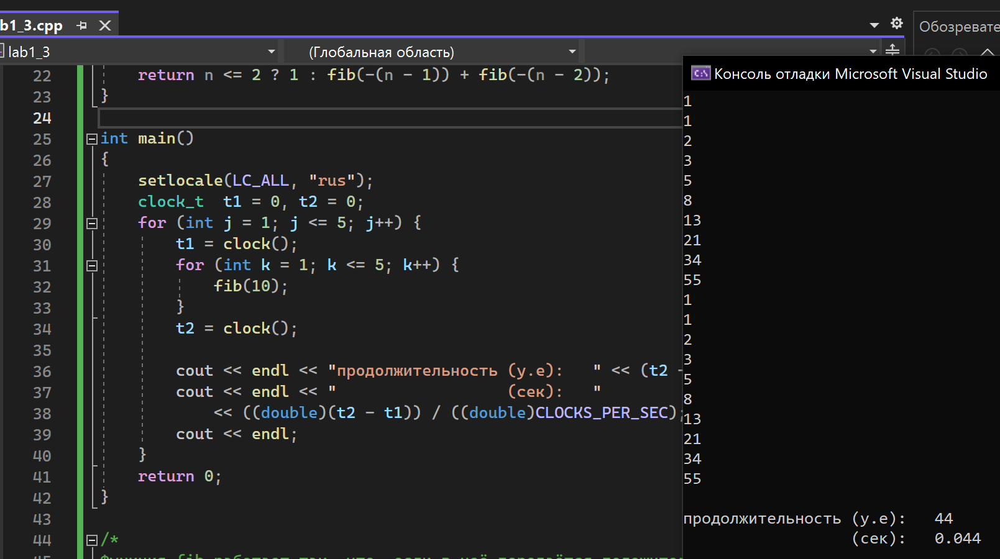 b1_3.cpp
lab1_3
(Глобальная область)
22 return n <= 2 ? 1 : fib(-(n - 1)) + fib(-(n - 2));
23 }
24
25 int main()
26 {
27 setlocale(LC_ALL, "rus");
28 clock_t  t1 = 0, t2 = 0;
29 for (int j = 1; j <= 5; j++) {
30 t1 = clock();
31 for (int k = 1; k <= 5; k++) {
32 fib(10);
33 }
34 t2 = clock();
35
36 cout << endl << "продолжительность (у.е):   " << (t2 -
37 cout << endl << "                  (сек):   "
38 << ((double)(t2 - t1)) / ((double)CLOCKS_PER_SEC);
39 cout << endl;
40 }
41 return 0;
42 }
43
44 /*
Обозревате
Консоль отладки Microsoft Visual Studio
1
1
2
3
5
8
13
21
34
55
1
1
2
3
5
8
13
21
34
55
продолжительность (у.е):   44
(сек):   0.044